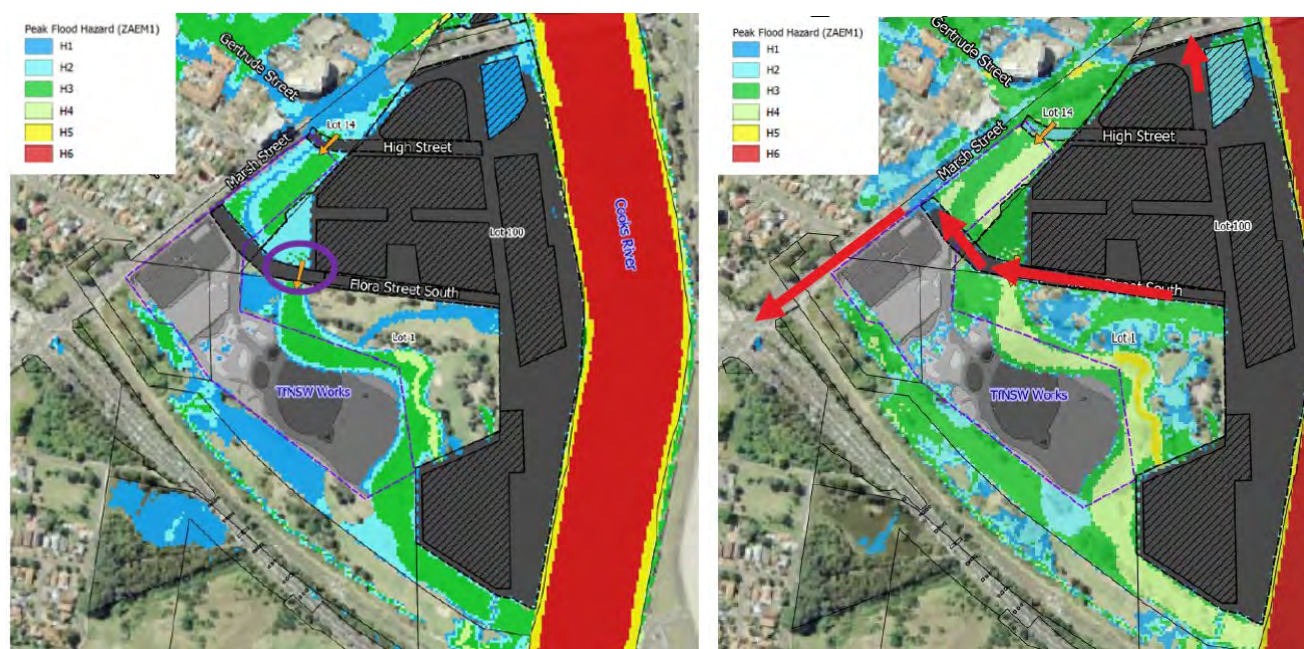 Peak Flood Hazard (ZAEM1)
H1
H2
H3
H4
H5
H6
Gertrude Street
Lot 14
High Street
Marsh Street
Cooks River
Lot 100
Flora Street South
Lot 1
TfNSW Works
Peak Flood Hazard (ZAEM1)
H1
H2
H3
H4
H5
H6
Gertrude Street
Lot 14
High Street
Marsh Street
Lot 100
Street South
Lot 1
TfNSW Works